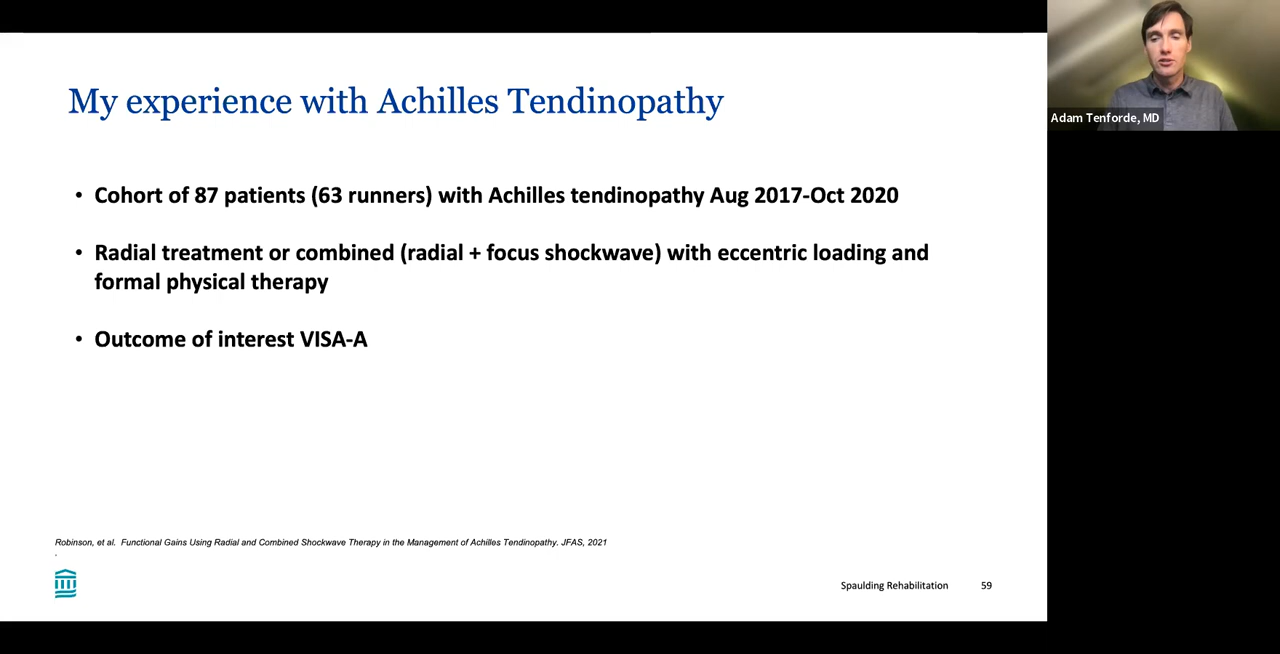 My experience with Achilles Tendinopathy
• Cohort of 87 patients (63 runners) with Achilles tendinopathy Aug 2017-Oct 2020
• Radial treatment or combined (radial + focus shockwave) with eccentric loading and
formal physical therapy
• Outcome of interest VISA-A
Robinson, et al. Functional Gains Using Radial and Combined Shockwave Therapy in the Management of Achilles Tendinopathy. JFAS, 2021
.
Spaulding Rehabilitation 59
Adam Tenforde, MD